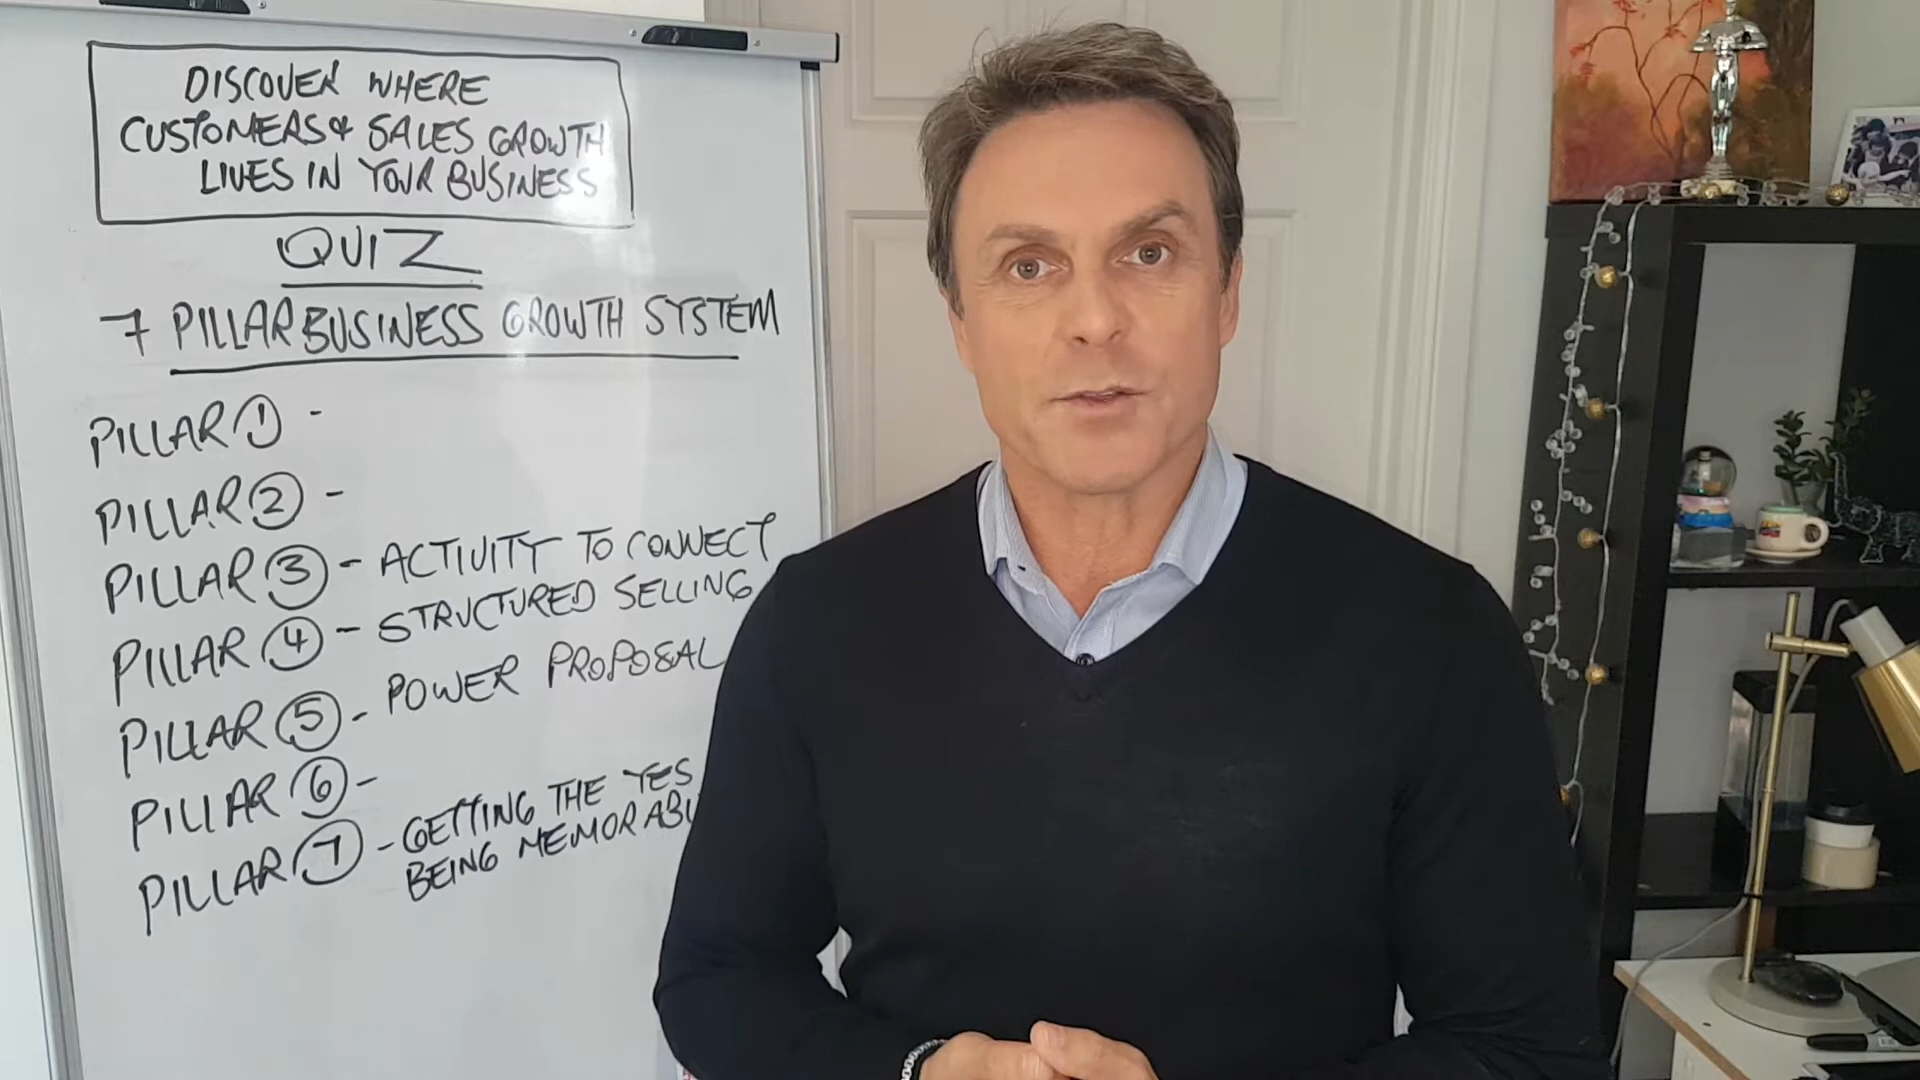 DISCOVER WHERE
CUSTOMERS & SALES GROWTH
LIVES IN YOUR BUSINESS
QUIZ
7 PILLAR BUSINESS GROWTH SYSTEM
PILLAR 1 -
PILLAR 2 -
PILLAR 3 - ACTIVITY TO CONNECT
PILLAR 4 - STRUCTURED SELLING
PILLAR 5 - POWER PROPOSAL
PILLAR 6 -
PILLAR 7 - GETTING THE YES
BEING MEMORABL